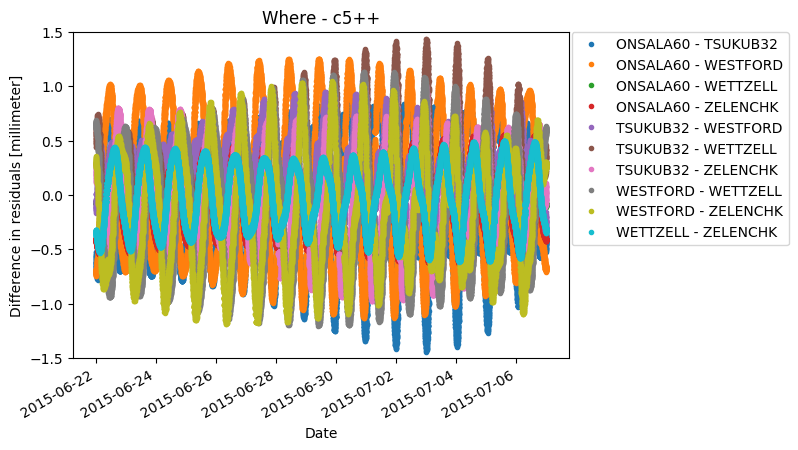 Where - c5++
Difference in residuals [millimeter]
1.5
1.0
0.5
0.0
−0.5
−1.0
−1.5
2015-06-22
2015-06-24
2015-06-26
2015-06-28
2015-06-30
2015-07-02
2015-07-04
2015-07-06
Date
ONSALA60 - TSUKUB32
ONSALA60 - WESTFORD
ONSALA60 - WETTZELL
ONSALA60 - ZELENCHK
TSUKUB32 - WESTFORD
TSUKUB32 - WETTZELL
TSUKUB32 - ZELENCHK
WESTFORD - WETTZELL
WESTFORD - ZELENCHK
WETTZELL - ZELENCHK